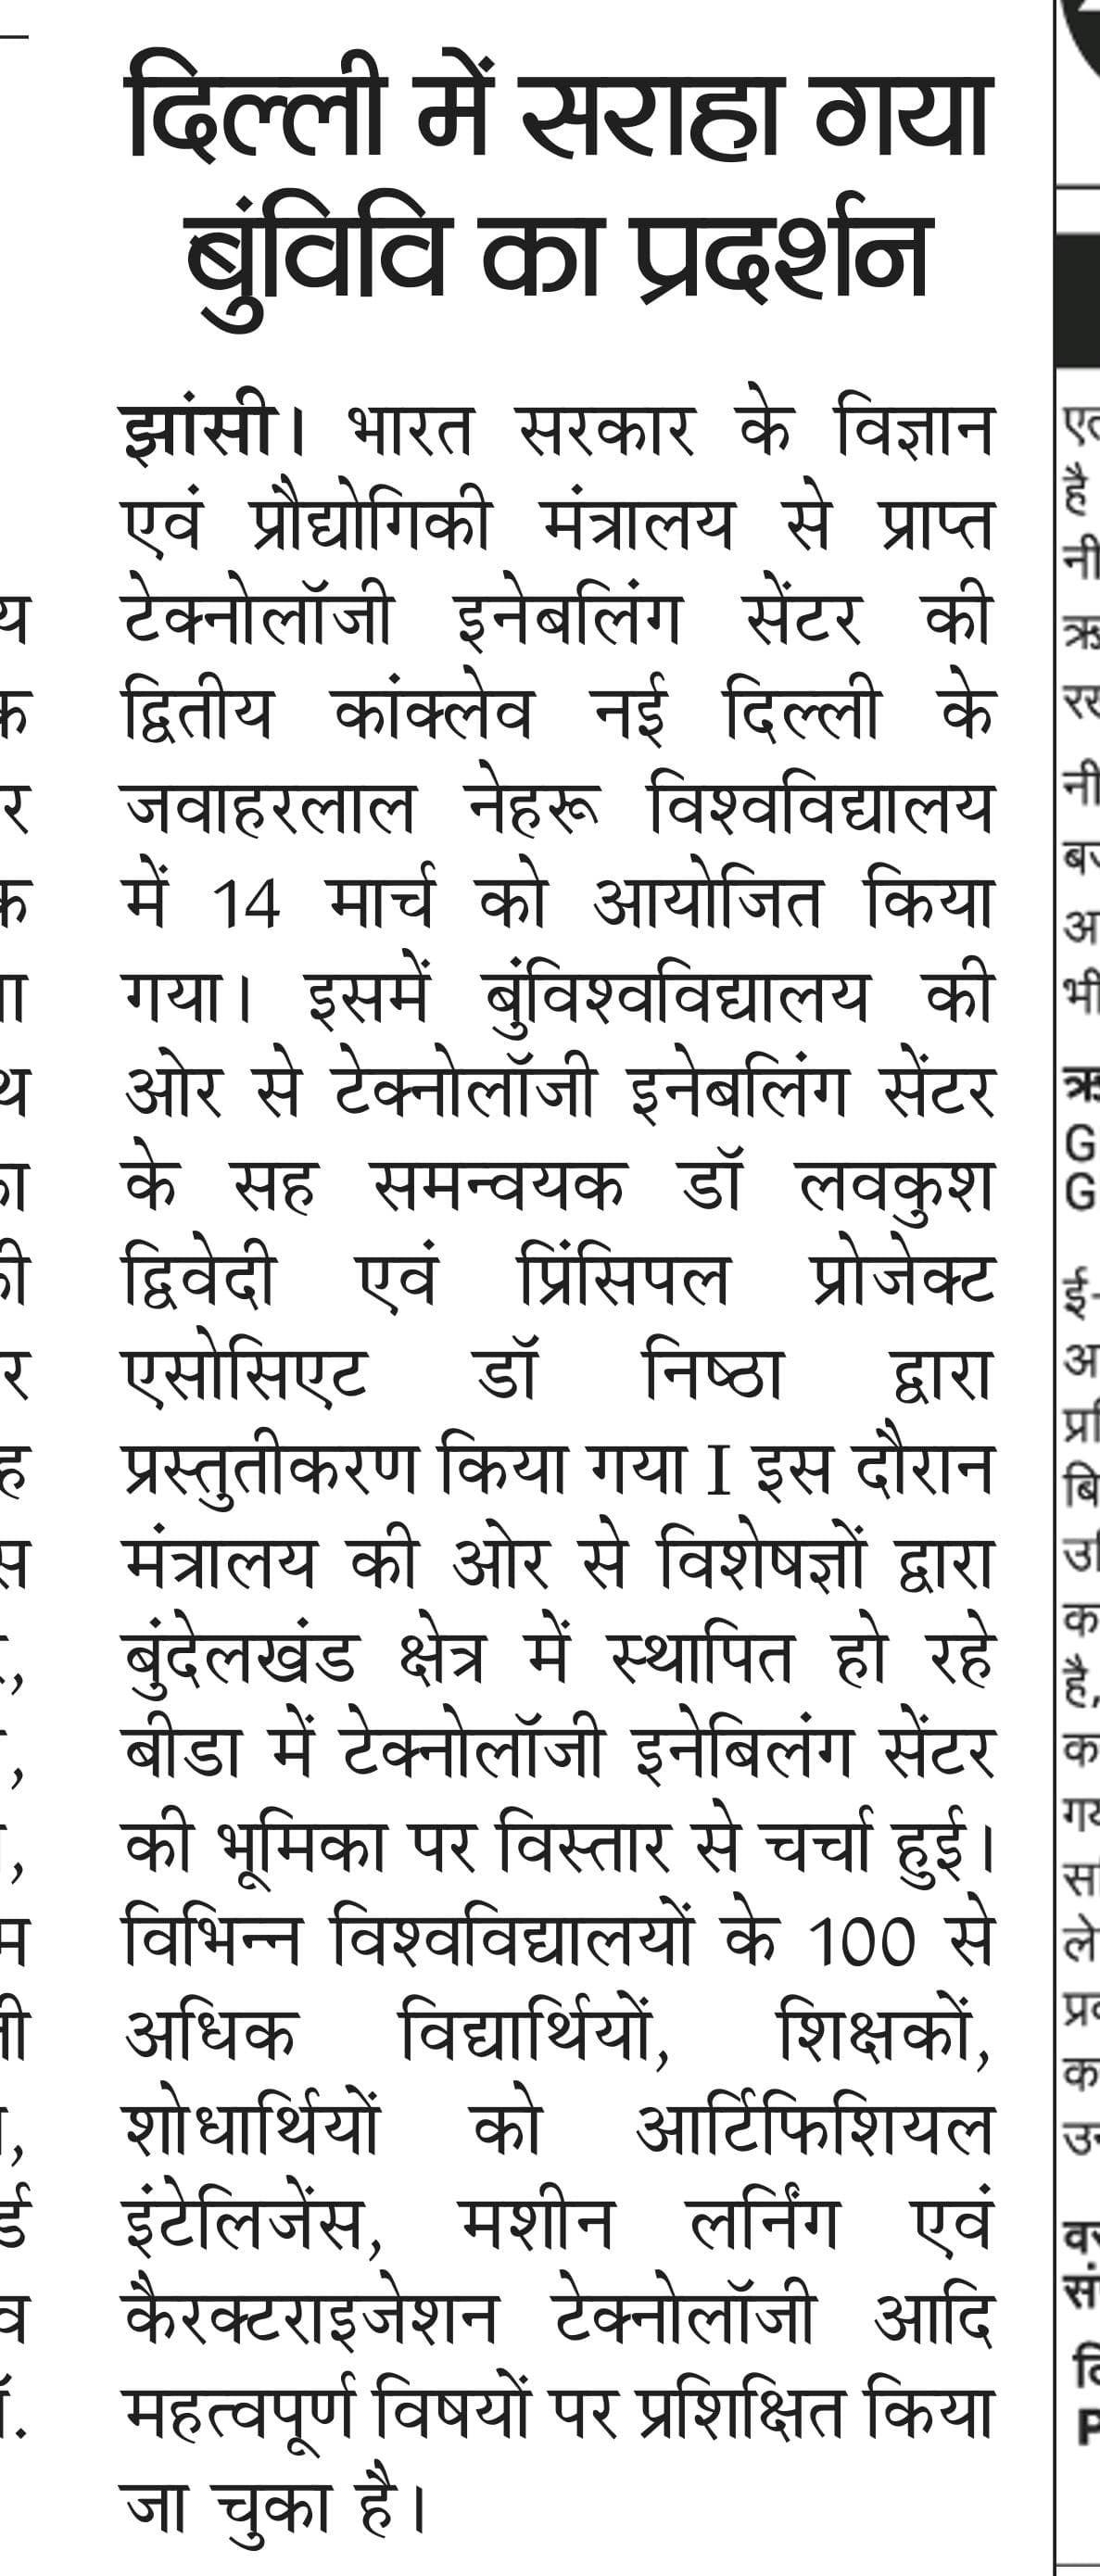 दिल्ली में सराहा गया
बुंविवि का प्रदर्शन
झांसी। भारत सरकार के विज्ञान
एवं प्रौद्योगिकी मंत्रालय से प्राप्त
टेक्नोलॉजी इनेबलिंग सेंटर की
द्वितीय कांक्लेव नई दिल्ली के
जवाहरलाल नेहरू विश्वविद्यालय
में 14 मार्च को आयोजित किया
गया। इसमें बुंविश्वविद्यालय की
ओर से टेक्नोलॉजी इनेबलिंग सेंटर
के सह समन्वयक डॉ लवकुश
द्विवेदी एवं प्रिंसिपल प्रोजेक्ट
एसोसिएट डॉ निष्ठा द्वारा
प्रस्तुतीकरण किया गया I इस दौरान
मंत्रालय की ओर से विशेषज्ञों द्वारा
बुंदेलखंड क्षेत्र में स्थापित हो रहे
बीडा में टेक्नोलॉजी इनेबिलंग सेंटर
की भूमिका पर विस्तार से चर्चा हुई।
विभिन्न विश्वविद्यालयों के 100 से
अधिक विद्यार्थियों, शिक्षकों,
शोधार्थियों को आर्टिफिशियल
इंटेलिजेंस, मशीन लर्निंग एवं
कैरक्टराइजेशन टेक्नोलॉजी आदि
महत्वपूर्ण विषयों पर प्रशिक्षित किया
जा चुका है।